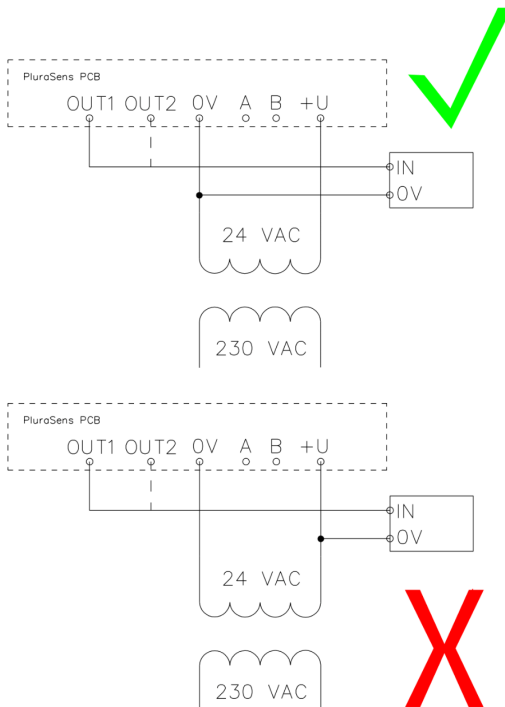 PluraSens PCB
OUT1 OUT2 0V A B +U
IN
0V
24 VAC
230 VAC
PluraSens PCB
OUT1 OUT2 0V A B +U
IN
0V
24 VAC
230 VAC